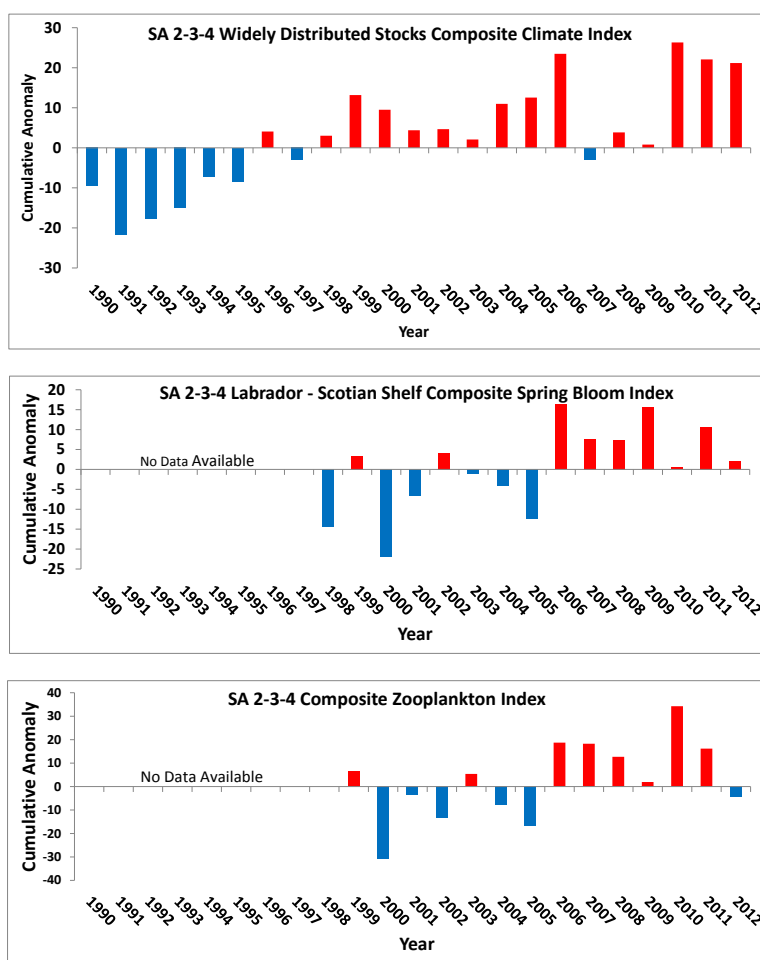 SA 2-3-4 Widely Distributed Stocks Composite Climate Index
Cumulative Anomaly
30
20
10
0
-10
-20
-30
1990 1991 1992 1993 1994 1995 1996 1997 1998 1999 2000 2001 2002 2003 2004 2005 2006 2007 2008 2009 2010 2011 2012
Year
SA 2-3-4 Labrador - Scotian Shelf Composite Spring Bloom Index
Cumulative Anomaly
20
15
10
5
0
-5
-10
-15
-20
-25
No Data Available
1990 1991 1992 1993 1994 1995 1996 1997 1998 1999 2000 2001 2002 2003 2004 2005 2006 2007 2008 2009 2010 2011 2012
Year
SA 2-3-4 Composite Zooplankton Index
Cumulative Anomaly
40
30
20
10
0
-10
-20
-30
-40
No Data Available
1990 1991 1992 1993 1994 1995 1996 1997 1998 1999 2000 2001 2002 2003 2004 2005 2006 2007 2008 2009 2010 2011 2012
Year